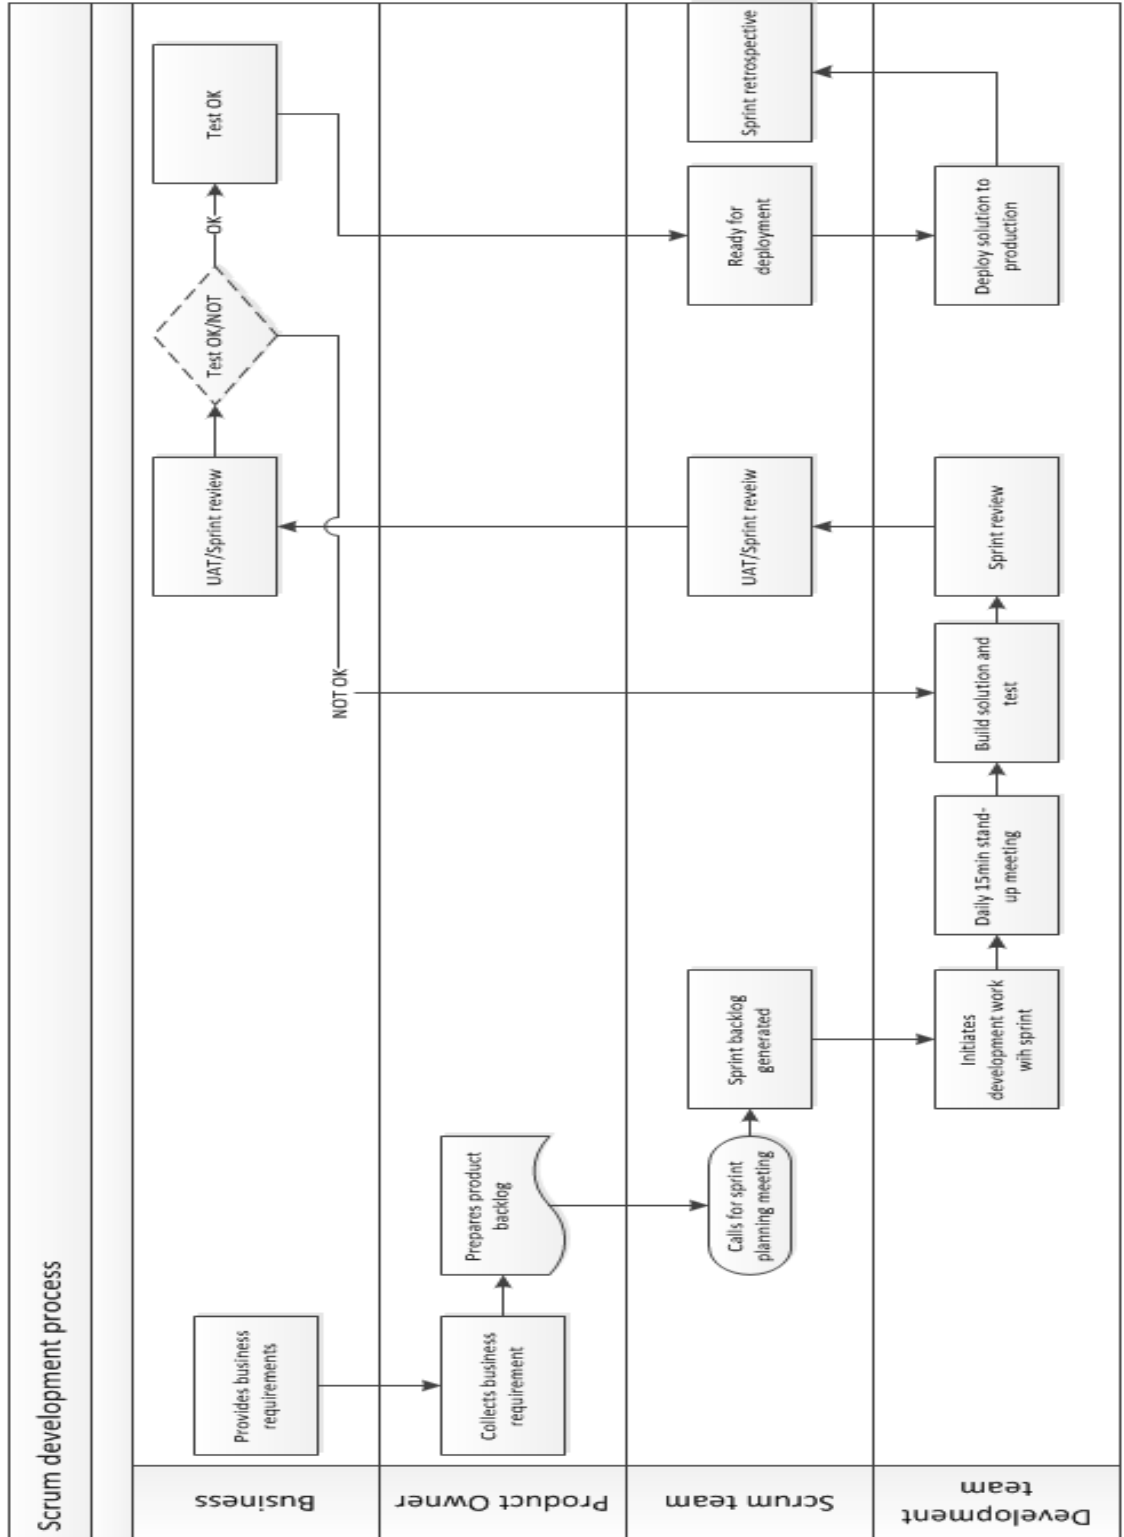 Scrum development process
Business
Provides business
requirements
UAT/Sprint review
Test OK/NOT
OK
Test OK
NOT OK
Product Owner
Collects business
requirement
Prepares product
backlog
Scrum team
Calls for sprint
planning meeting
Sprint backlog
generated
UAT/Sprint reveiw
Ready for
deployment
Sprint retrospective
Development
team
Initiates
development work
wih sprint
Daily 15min stand-
up meeting
Build solution and
test
Sprint review
Deploy solution to
production